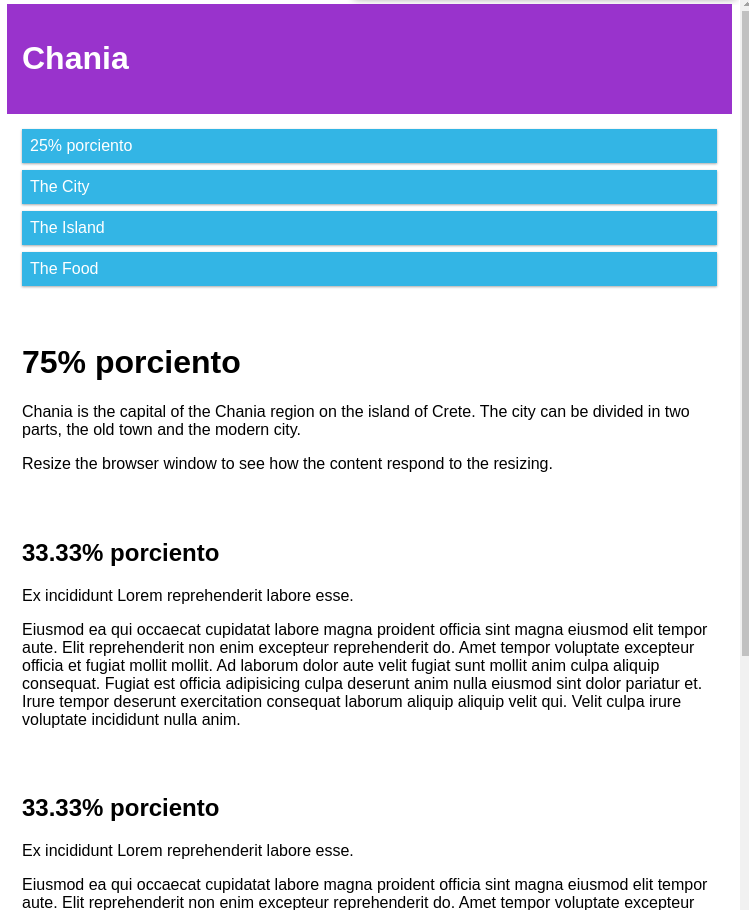 Chania
25% porciento
The City
The Island
The Food
75% porciento
Chania is the capital of the Chania region on the island of Crete. The city can be divided in two
parts, the old town and the modern city.
Resize the browser window to see how the content respond to the resizing.
33.33% porciento
Ex incididunt Lorem reprehenderit labore esse.
Eiusmod ea qui occaecat cupidatat labore magna proident officia sint magna eiusmod elit tempor
aute. Elit reprehenderit non enim excepteur reprehenderit do. Amet tempor voluptate excepteur
officia et fugiat mollit mollit. Ad laborum dolor aute velit fugiat sunt mollit anim culpa aliquip
consequat. Fugiat est officia adipisicing culpa deserunt anim nulla eiusmod sint dolor pariatur et.
Irure tempor deserunt exercitation consequat laborum aliquip aliquip velit qui. Velit culpa irure
voluptate incididunt nulla anim.
33.33% porciento
Ex incididunt Lorem reprehenderit labore esse.
Eiusmod ea qui occaecat cupidatat labore magna proident officia sint magna eiusmod elit tempor
aute. Elit reprehenderit non enim excepteur reprehenderit do. Amet tempor voluptate excepteur